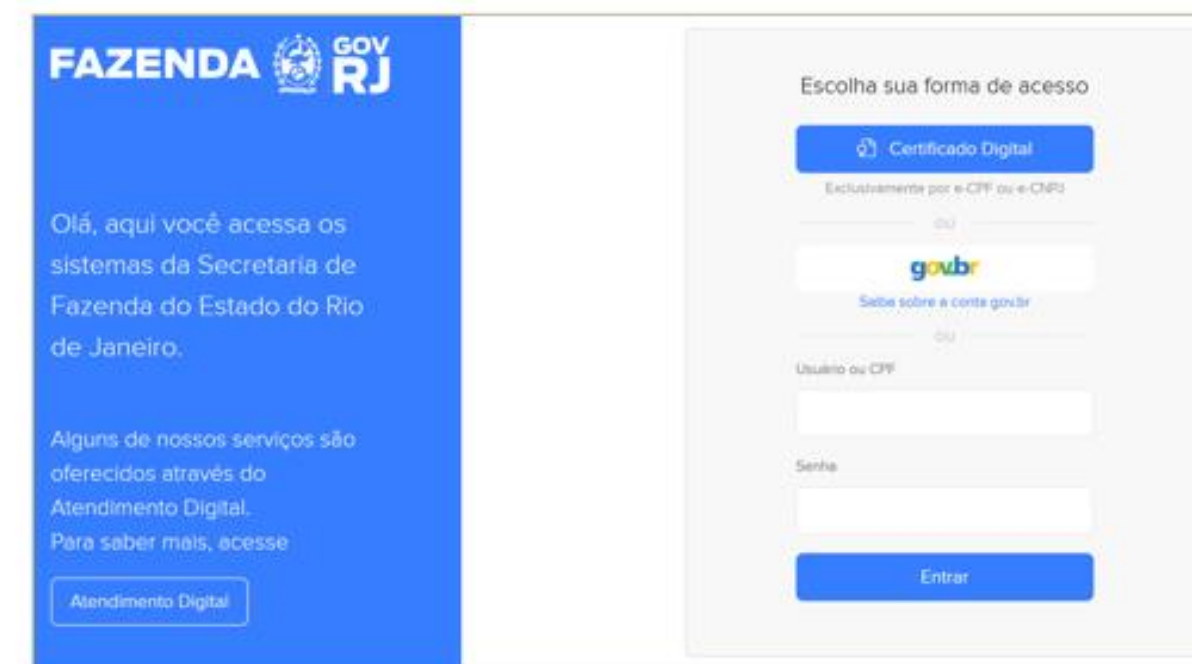 FAZENDA GOV RJ
Olá, aqui você acessa os
sistemas da Secretaria de
Fazenda do Estado do Rio
de Janeiro.
Alguns de nossos serviços são
oferecidos através do
Atendimento Digital.
Para saber mais, acesse
Atendimento Digital
Escolha sua forma de acesso
Certificado Digital
Exclusivamente por e-CPF ou e-CNPJ
ou
gov.br
Saiba sobre a conta gov.br
ou
Usuário ou CPF
Senha
Entrar